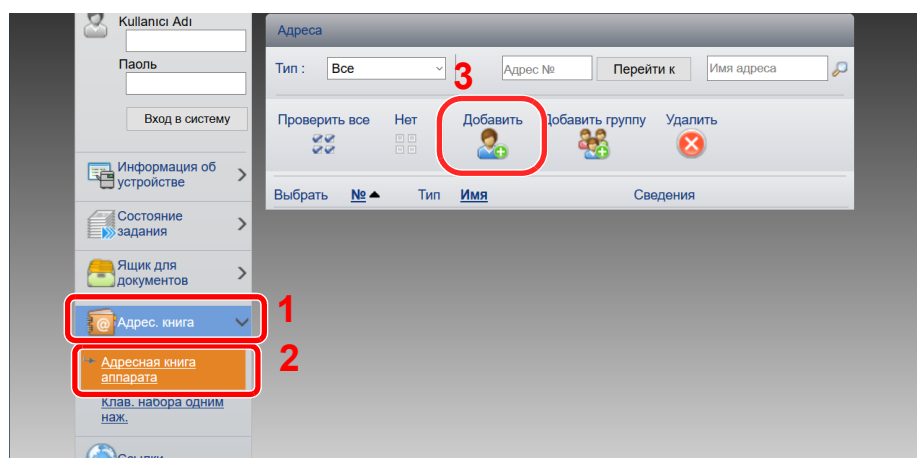 Kullanıcı Adı
Паоль
Вход в систему
Информация об
устройстве
Состояние
задания
Ящик для
документов
Адрес. книга
1
Адресная книга
аппарата
2
Клав. набора одним
наж.
Ссылки
Адреса
Тип :
Все
3
Адрес №
Перейти к
Имя адреса
Проверить все
Нет
Добавить
Добавить группу
Удалить
Выбрать № Тип Имя Сведения